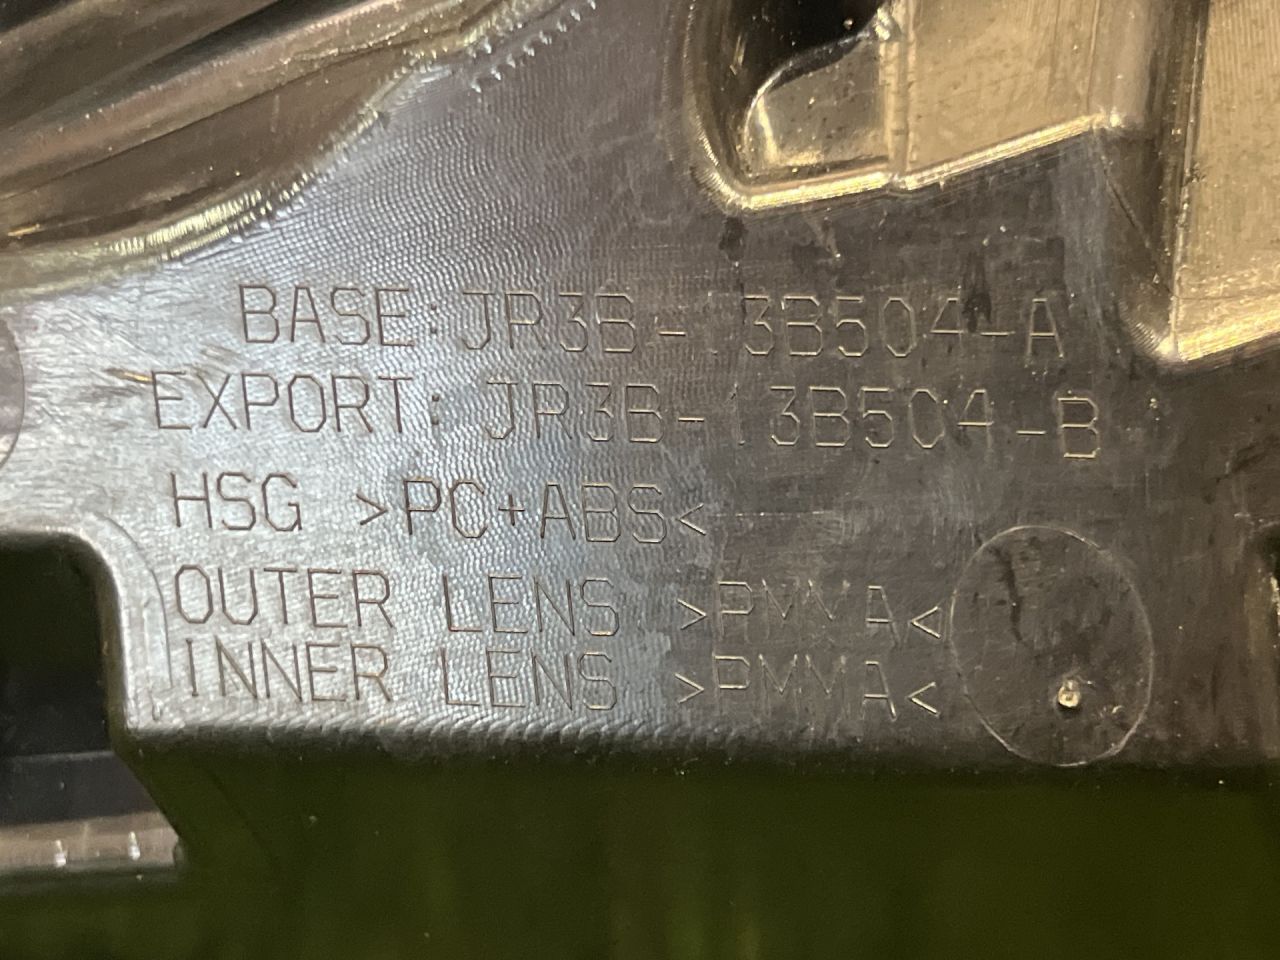 BASE: JR3B-13B504-A
EXPORT: JR3B-13B504-B
HSG >PC+ABS<
OUTER LENS >PMMA<
INNER LENS >PMMA<